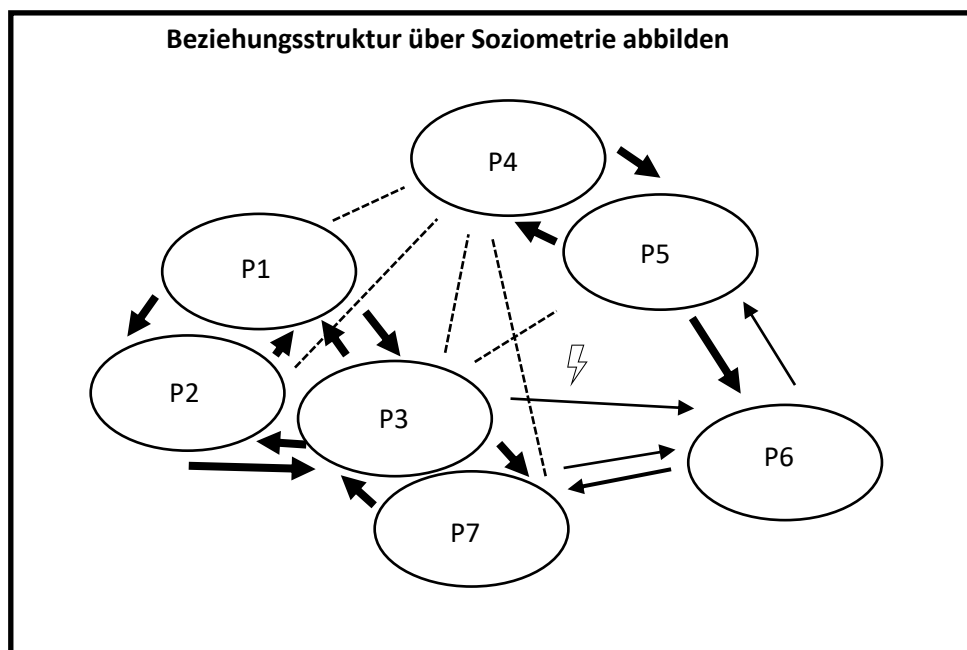 Beziehungsstruktur über Soziometrie abbilden
P4
P5
P1
P2
P3
P6
P7